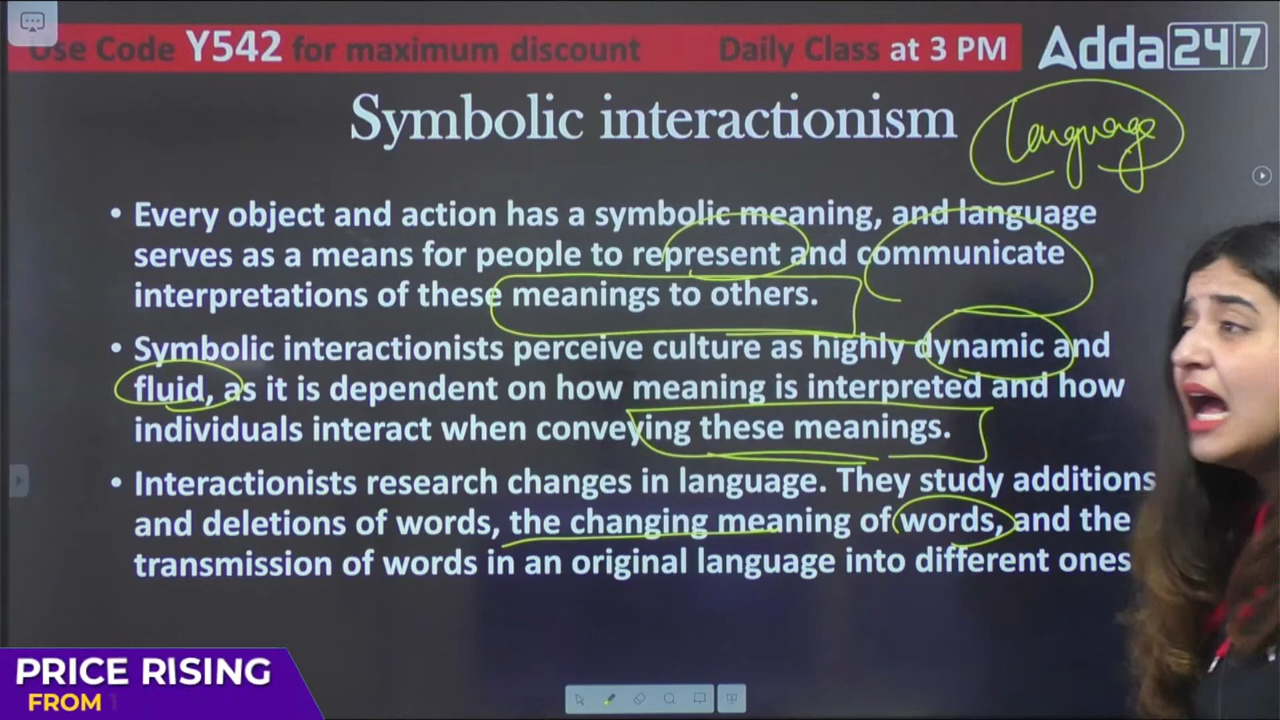 Use Code Y542 for maximum discount
Daily Class at 3 PM
Adda247
Symbolic interactionism
Language
• Every object and action has a symbolic meaning, and language
serves as a means for people to represent and communicate
interpretations of these meanings to others.
• Symbolic interactionists perceive culture as highly dynamic and
fluid, as it is dependent on how meaning is interpreted and how
individuals interact when conveying these meanings.
• Interactionists research changes in language. They study additions
and deletions of words, the changing meaning of words, and the
transmission of words in an original language into different ones
PRICE RISING
FROM 1